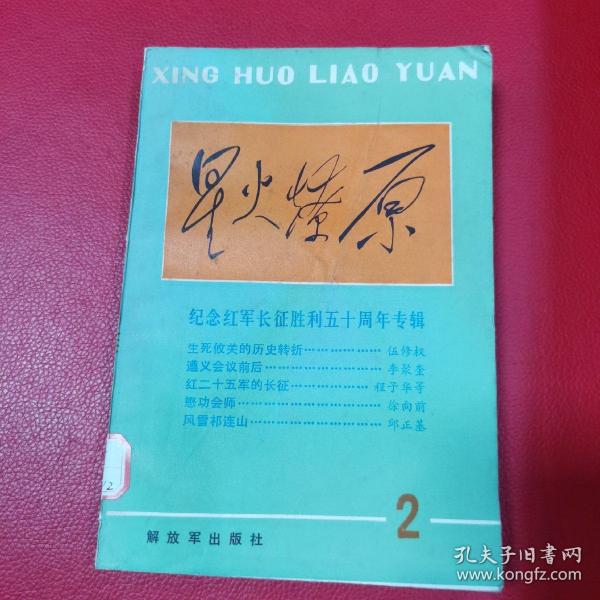 XING HUO LIAO YUAN
星火燎原
纪念红军长征胜利五十周年专辑
生死攸关的历史转折………………伍修权
遵义会议前后………………………李聚奎
红二十五军的长征…………………程子华等
懋功会师……………………………徐向前
风雪祁连山…………………………邱正基
12
2
解放军出版社
孔夫子旧书网
www.kongfz.com